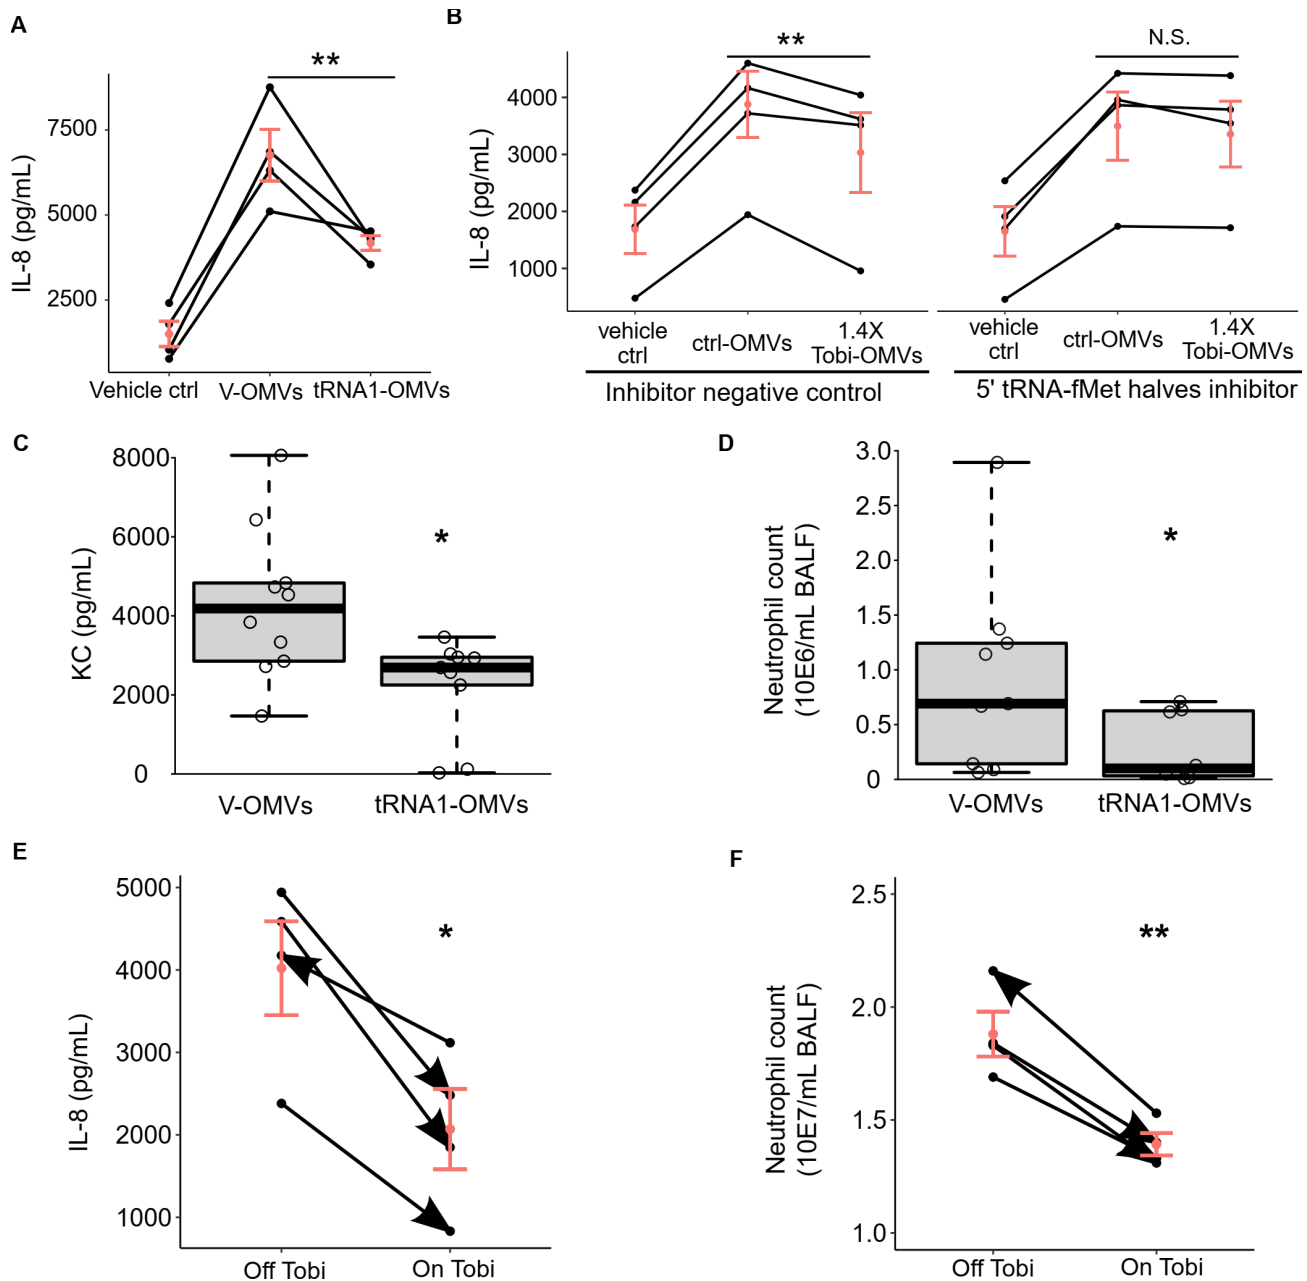 A
**
IL-8 (pg/mL)
7500
5000
2500
Vehicle ctrl
V-OMVs
tRNA1-OMVs
B
**
N.S.
IL-8 (pg/mL)
4000
3000
2000
1000
vehicle
ctrl
ctrl-OMVs
1.4X
Tobi-OMVs
vehicle
ctrl
ctrl-OMVs
1.4X
Tobi-OMVs
Inhibitor negative control
5' tRNA-fMet halves inhibitor
C
KC (pg/mL)
8000
6000
4000
2000
0
*
V-OMVs
tRNA1-OMVs
D
Neutrophil count
(10E6/mL BALF)
3.0
2.5
2.0
1.5
1.0
0.5
0
*
V-OMVs
tRNA1-OMVs
E
IL-8 (pg/mL)
5000
4000
3000
2000
1000
*
Off Tobi
On Tobi
F
Neutrophil count
(10E7/mL BALF)
2.5
2.0
1.5
1.0
**
Off Tobi
On Tobi